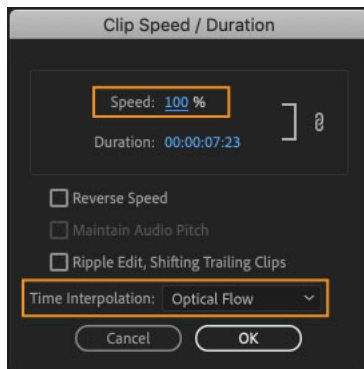 Clip Speed / Duration
Speed: 100 %
Duration: 00:00:07:23
Reverse Speed
Maintain Audio Pitch
Ripple Edit, Shifting Trailing Clips
Time Interpolation: Optical Flow
Cancel OK